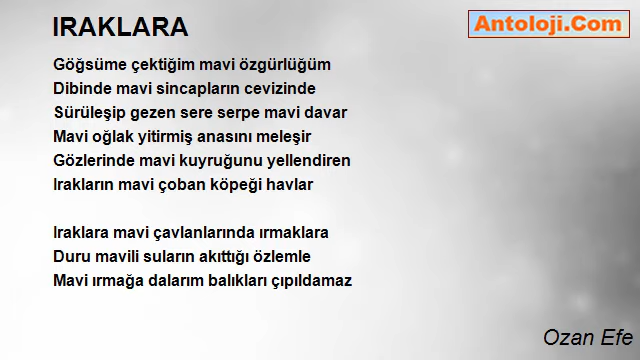 IRAKLARA
Antoloji.Com
Göğsüme çektiğim mavi özgürlüğüm
Dibinde mavi sincapların cevizinde
Sürüleşip gezen sere serpe mavi davar
Mavi oğlak yitirmiş anasını meleşir
Gözlerinde mavi kuyruğunu yellendiren
Irakların mavi çoban köpeği havlar
Iraklara mavi çavlanlarında ırmaklara
Duru mavili suların akıttığı özlemle
Mavi ırmağa dalarım balıkları çıpıldamaz
Ozan Efe